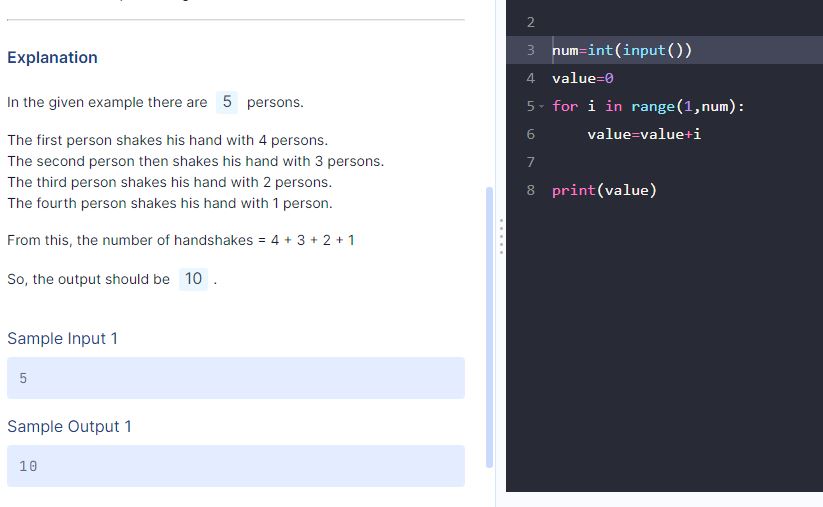 Explanation
In the given example there are 5 persons.
The first person shakes his hand with 4 persons.
The second person then shakes his hand with 3 persons.
The third person shakes his hand with 2 persons.
The fourth person shakes his hand with 1 person.
From this, the number of handshakes = 4 + 3 + 2 + 1
So, the output should be 10 .
Sample Input 1
5
Sample Output 1
10
2
3 num=int(input())
4 value=0
5 for i in range(1,num):
6     value=value+i
7
8 print(value)